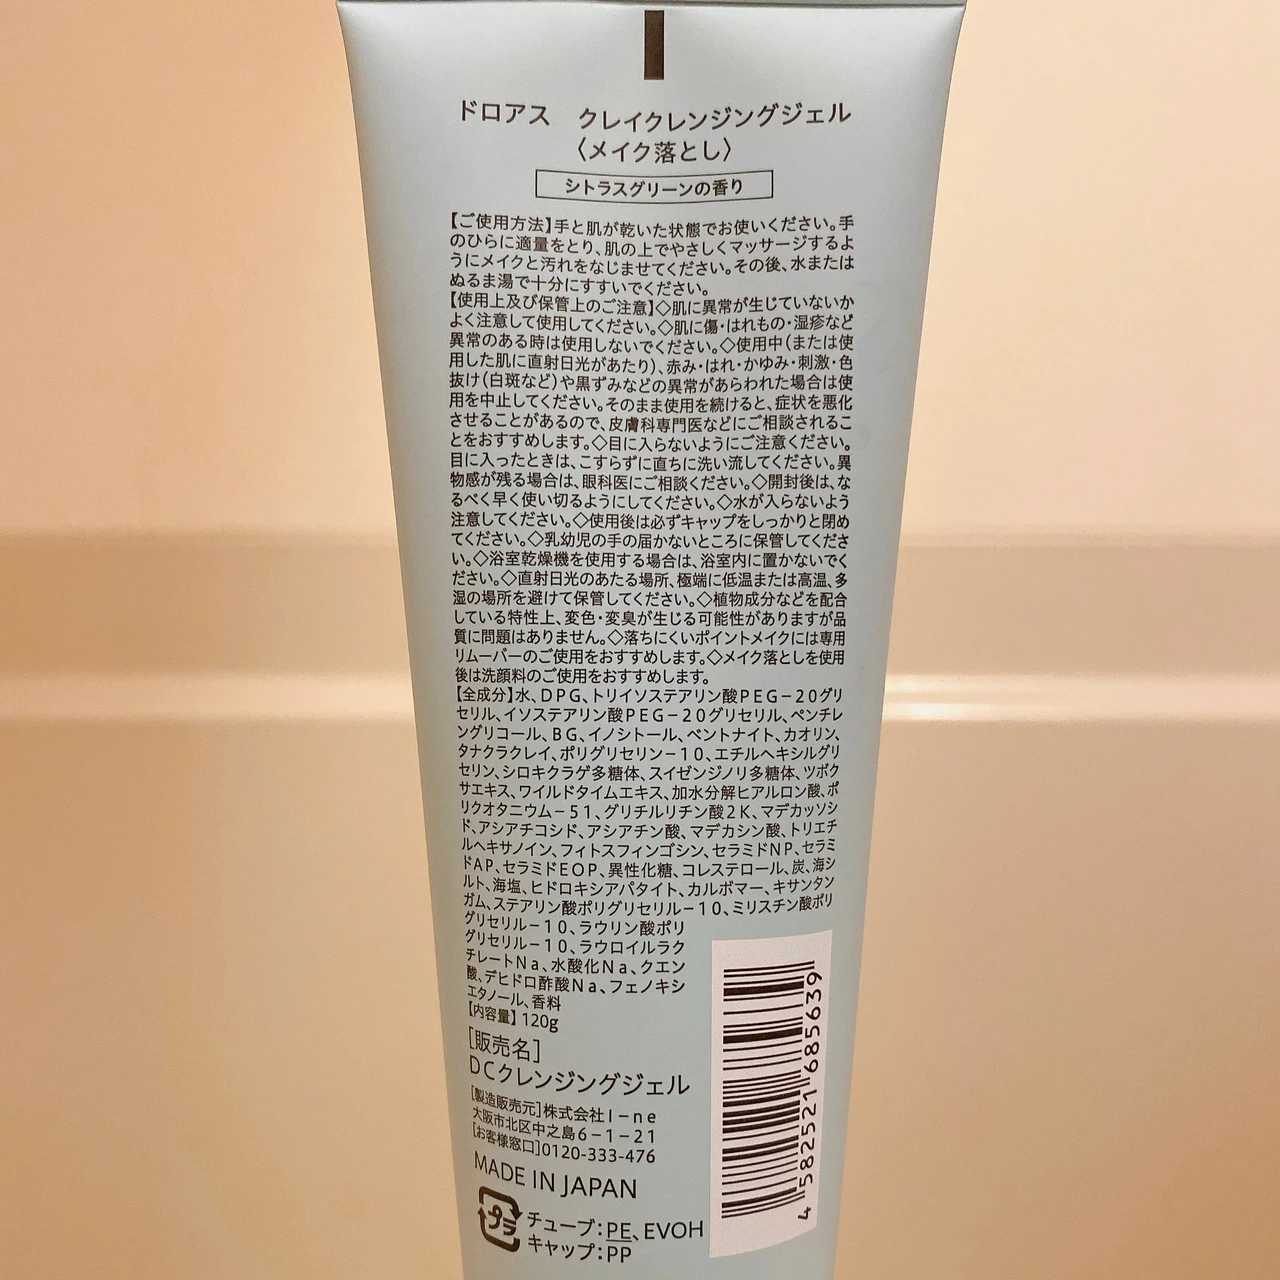 ドロアス　クレイクレンジングジェル
〈メイク落とし〉
シトラスグリーンの香り
【ご使用方法】手と肌が乾いた状態でお使いください。手
のひらに適量をとり、肌の上でやさしくマッサージするよ
うにメイクと汚れをなじませてください。その後、水または
ぬるま湯で十分にすすいでください。
【使用上及び保管上のご注意】◇肌に異常が生じていないか
よく注意して使用してください。◇肌に傷・はれもの・湿疹など
異常のある時は使用しないでください。◇使用中（または使
用した肌に直射日光があたり）、赤み・はれ・かゆみ・刺激・色
抜け（白斑など）や黒ずみなどの異常があらわれた場合は使
用を中止してください。そのまま使用を続けると、症状を悪化
させることがあるので、皮膚科専門医などにご相談されるこ
とをおすすめします。◇目に入らないようにご注意ください。
目に入ったときは、こすらずに直ちに洗い流してください。異
物感が残る場合は、眼科医にご相談ください。◇開封後は、な
るべく早く使い切るようにしてください。◇水が入らないよう
注意してください。◇使用後は必ずキャップをしっかりと閉め
てください。◇乳幼児の手の届かないところに保管してくださ
い。◇浴室乾燥機を使用する場合は、浴室内に置かないでく
ださい。◇直射日光のあたる場所、極端に低温または高温、多
湿の場所を避けて保管してください。◇植物成分などを配合
している特性上、変色・変臭が生じる可能性がありますが品
質に問題はありません。◇落ちにくいポイントメイクには専用
リムーバーのご使用をおすすめします。◇メイク落としを使用
後は洗顔料のご使用をおすすめします。
【全成分】水、DPG、トリイソステアリン酸PEG－20グリ
セリル、イソステアリン酸PEG－20グリセリル、ペンチレ
ングリコール、BG、イノシトール、ベントナイト、カオリン、
タナクラクレイ、ポリグリセリン－10、エチルヘキシルグリ
セリン、シロキクラゲ多糖体、スイゼンジノリ多糖体、ツボク
サエキス、ワイルドタイムエキス、加水分解ヒアルロン酸、ポ
リクオタニウム－51、グリチルリチン酸2K、マデカッソシ
ド、アシアチコシド、アシアチン酸、マデカシン酸、トリエチ
ルヘキサノイン、フィトスフィンゴシン、セラミドNP、セラミ
ドAP、セラミドEOP、異性化糖、コレステロール、炭、海シ
ルト、海塩、ヒドロキシアパタイト、カルボマー、キサンタン
ガム、ステアリン酸ポリグリセリル－10、ミリスチン酸ポリ
グリセリル－10、ラウリン酸ポリ
グリセリル－10、ラウロイルラク
チレートNa、水酸化Na、クエン
酸、デヒドロ酢酸Na、フェノキシ
エタノール、香料
【内容量】120g
［販売名］
DCクレンジングジェル
［製造販売元］株式会社I－ne
大阪市北区中之島6－1－21
［お客様窓口］0120-333-476
MADE IN JAPAN
プラ
チューブ：PE、EVOH
キャップ：PP
4 582521 685639